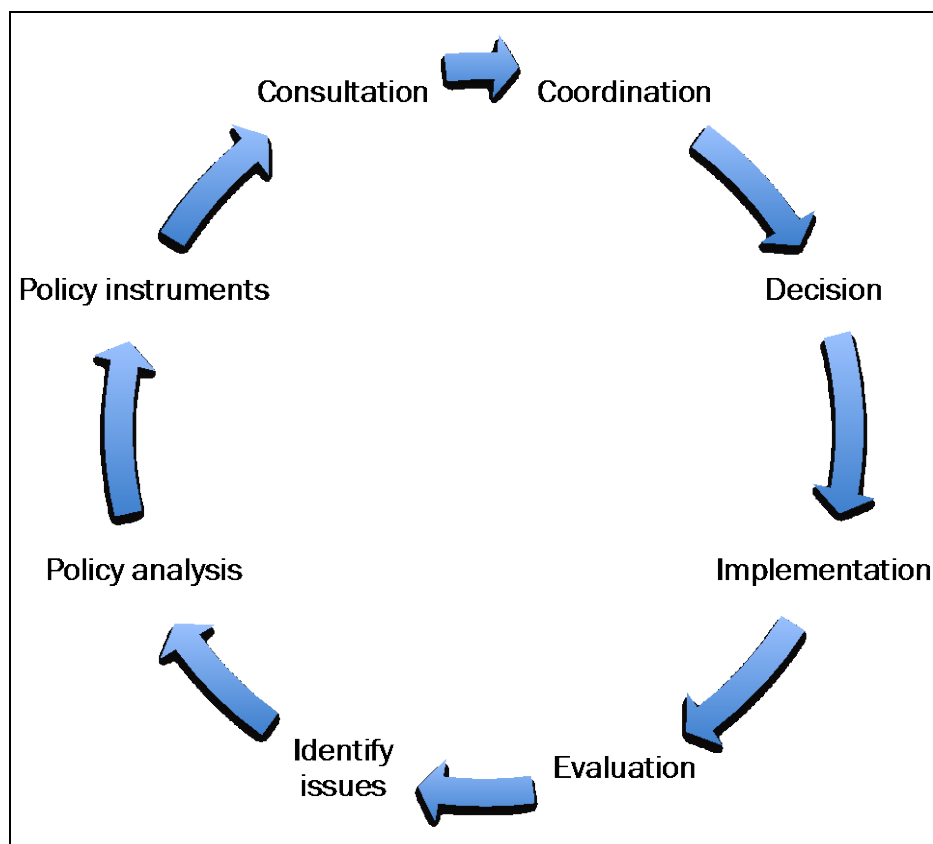 Consultation
Coordination
Policy instruments
Decision
Policy analysis
Implementation
Identify
issues
Evaluation